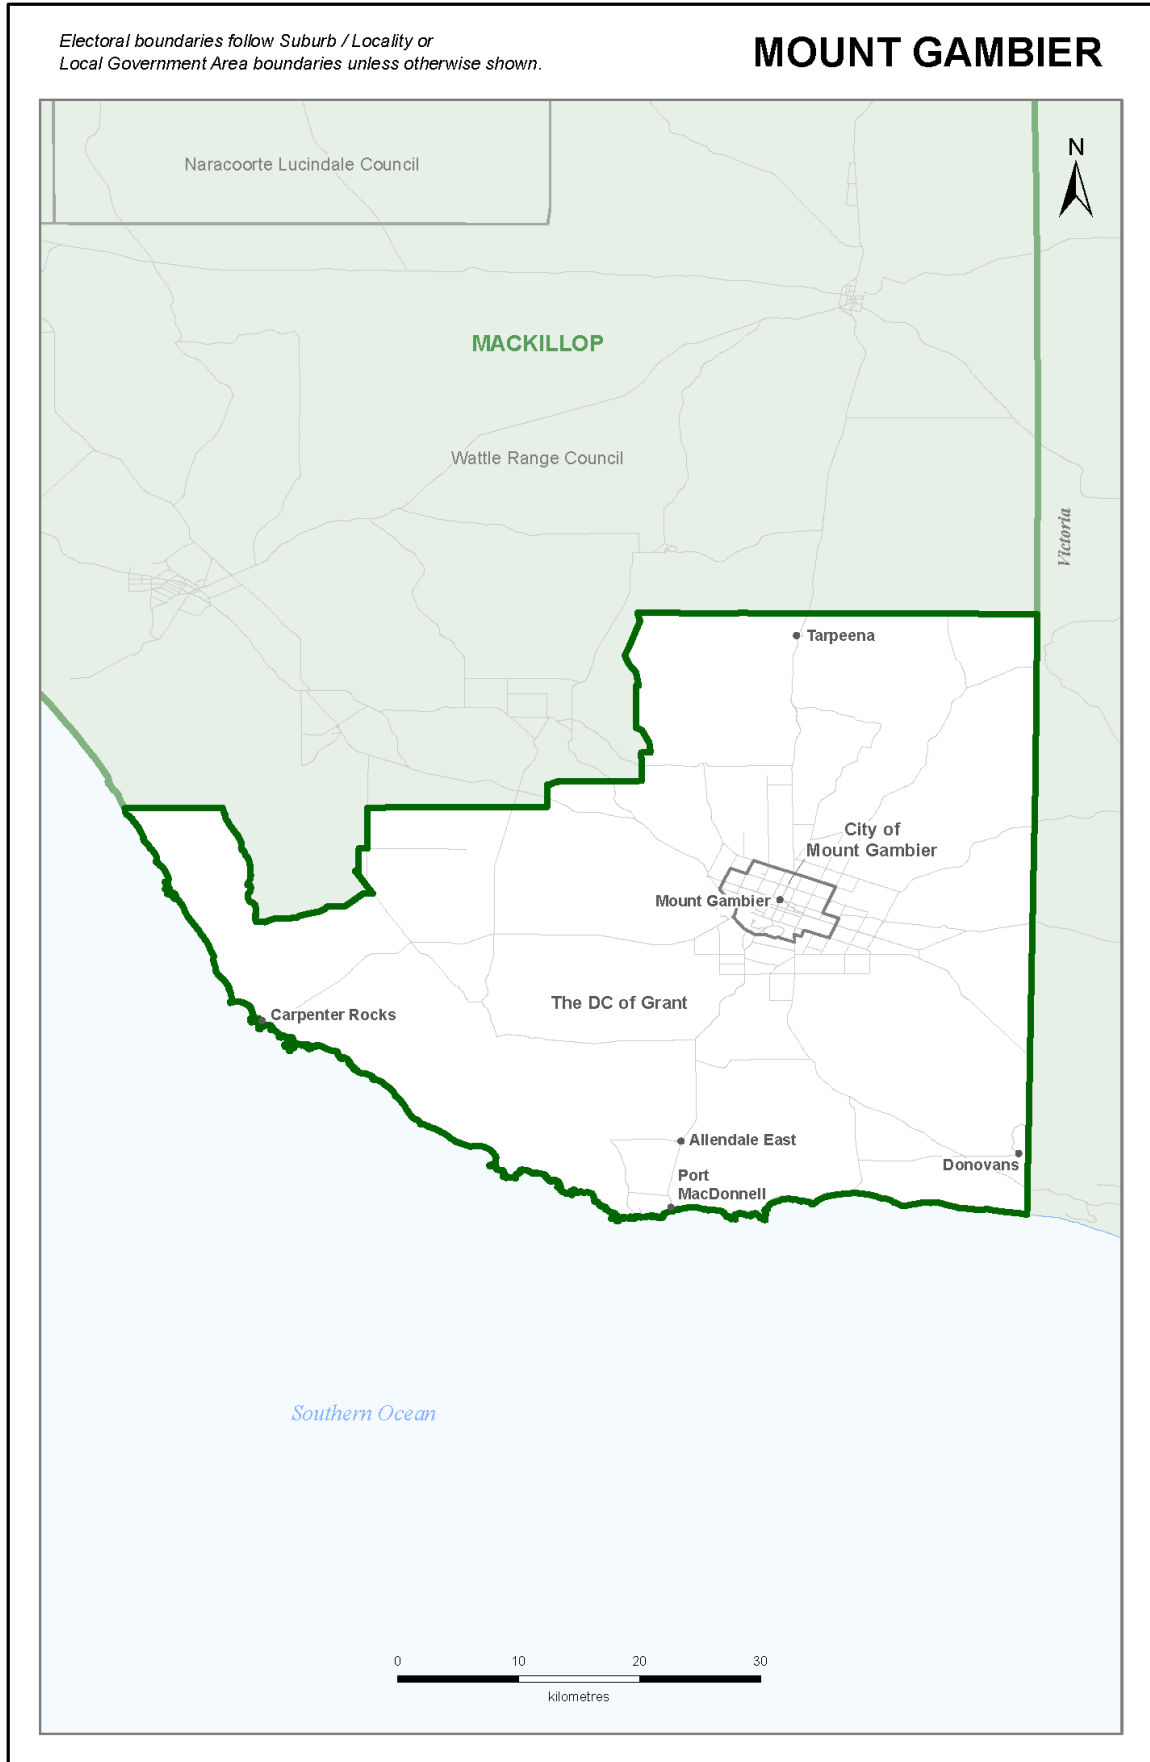 Electoral boundaries follow Suburb / Locality or
Local Government Area boundaries unless otherwise shown.
MOUNT GAMBIER
N
Naracoorte Lucindale Council
MACKILLOP
Wattle Range Council
Victoria
Tarpeena
City of
Mount Gambier
Mount Gambier
The DC of Grant
Carpenter Rocks
Allendale East
Donovans
Port
MacDonnell
Southern Ocean
0 10 20 30
kilometres